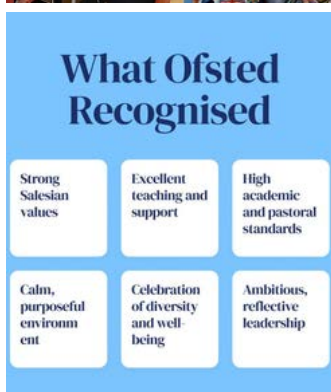 What Ofsted
Recognised
Strong
Salesian
values
Excellent
teaching and
support
High
academic
and pastoral
standards
Calm,
purposeful
environm
ent
Celebration
of diversity
and well-
being
Ambitious,
reflective
leadership